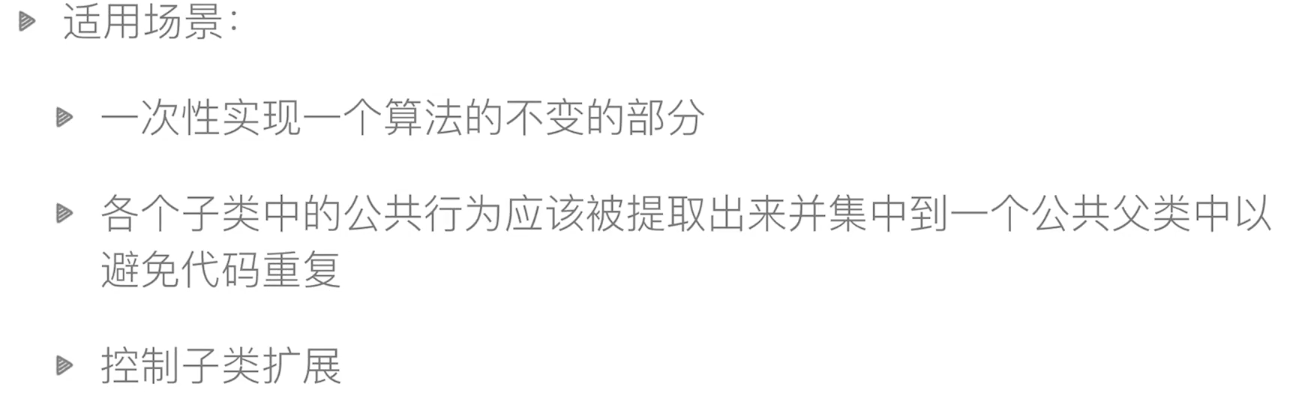 适用场景：
一次性实现一个算法的不变的部分
各个子类中的公共行为应该被提取出来并集中到一个公共父类中以
避免代码重复
控制子类扩展